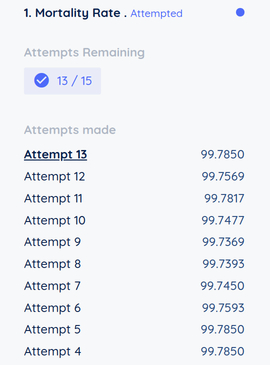 1. Mortality Rate . Attempted
Attempts Remaining
13 / 15
Attempts made
Attempt 13 99.7850
Attempt 12 99.7569
Attempt 11 99.7817
Attempt 10 99.7477
Attempt 9 99.7369
Attempt 8 99.7393
Attempt 7 99.7450
Attempt 6 99.7593
Attempt 5 99.7850
Attempt 4 99.7850